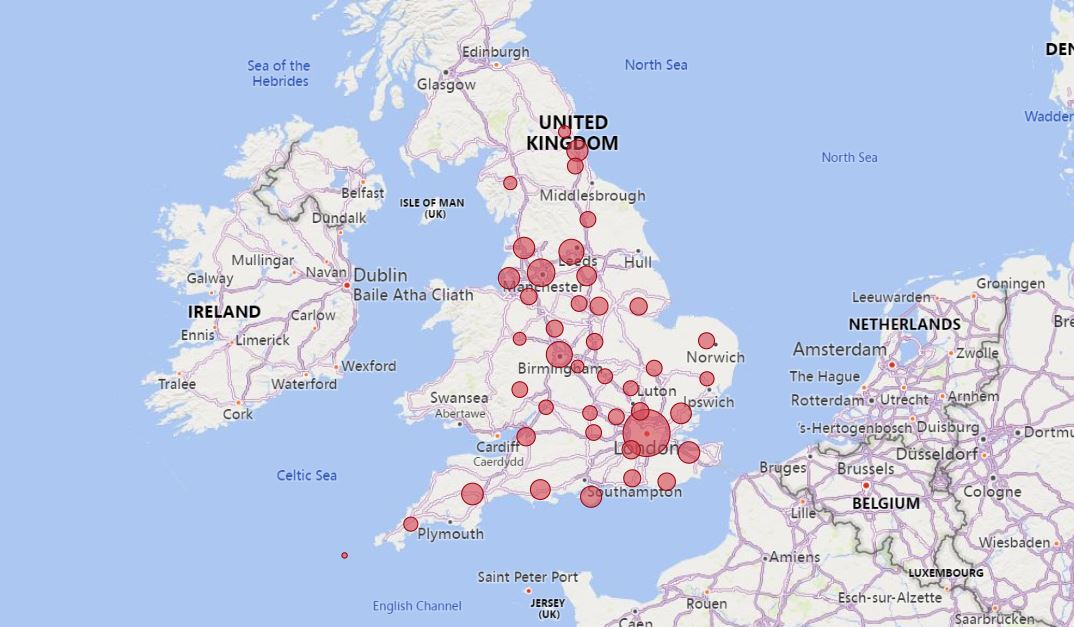 Edinburgh
Glasgow
Sea of the
Hebrides
North Sea
DEN
Wadden
UNITED
KINGDOM
North Sea
Belfast
ISLE OF MAN
(UK)
Middlesbrough
Dundalk
Mullingar
Navan
Dublin
Baile Atha Cliath
Galway
Leeds
Hull
Manchester
IRELAND
Carlow
Ennis
Limerick
Wexford
Tralee
Waterford
Cork
Groningen
Leeuwarden
NETHERLANDS
Bre
Amsterdam
Zwolle
The Hague
Rotterdam
Utrecht
Arnhem
's-Hertogenbosch
Duisburg
Dortmu
Düsseldorf
Norwich
Birmingham
Luton
Ipswich
Swansea
Abertawe
Cardiff
Caerdydd
London
Southampton
Celtic Sea
Plymouth
Bruges
Brussels
Cologne
BELGIUM
Lille
Wiesbaden
Amiens
LUXEMBOURG
Saint Peter Port
JERSEY
(UK)
English Channel
Rouen
Esch-sur-Alzette
Saarbrücken
Caen